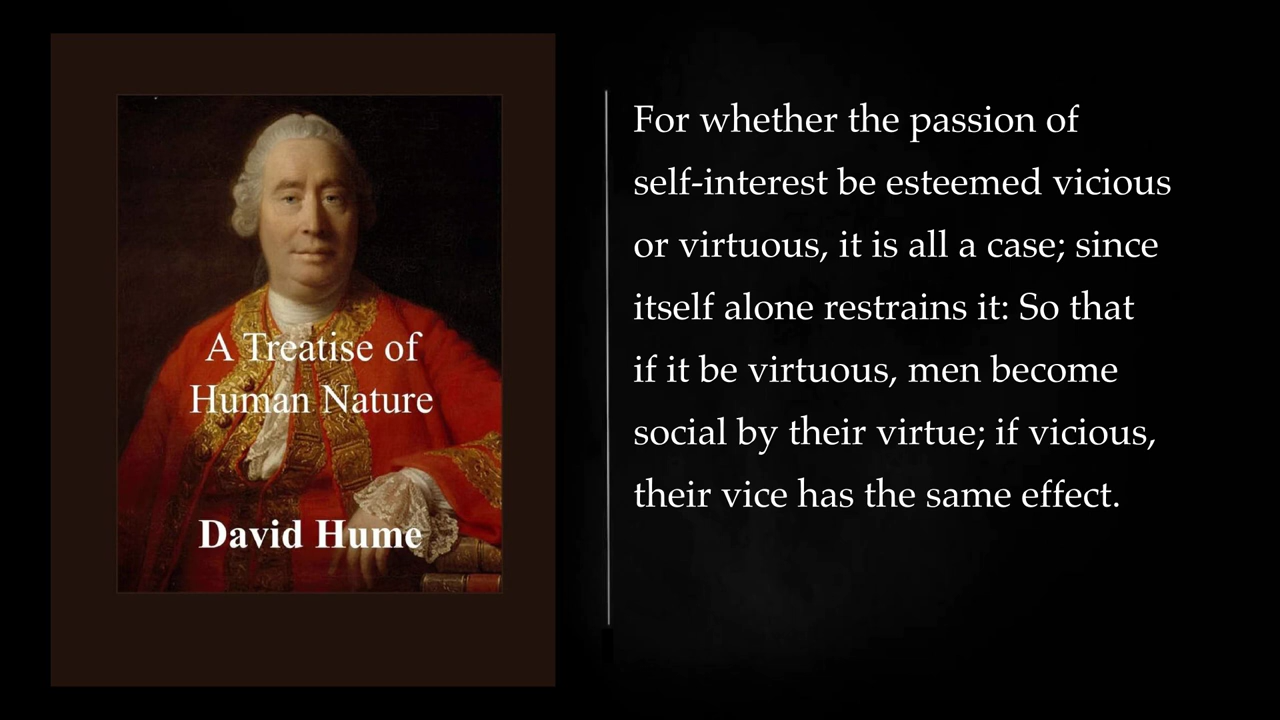 A Treatise of
Human Nature
David Hume
For whether the passion of
self-interest be esteemed vicious
or virtuous, it is all a case; since
itself alone restrains it: So that
if it be virtuous, men become
social by their virtue; if vicious,
their vice has the same effect.